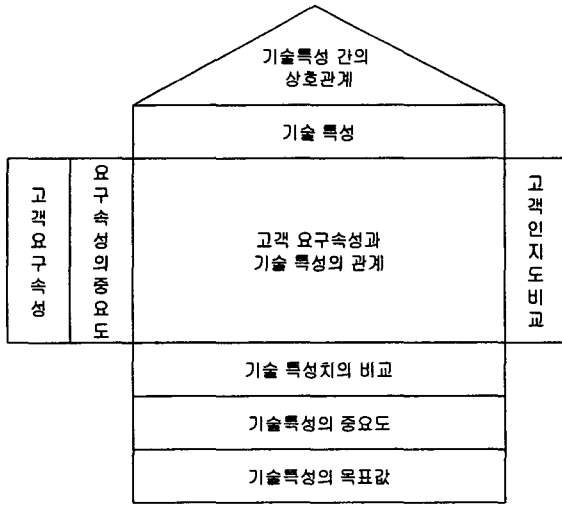 기술특성 간의
상호관계
기술 특성
고객요구속성
요구속성의중요도
고객 요구속성과
기술 특성의 관계
고객인지도비교
기술 특성치의 비교
기술특성의 중요도
기술특성의 목표값